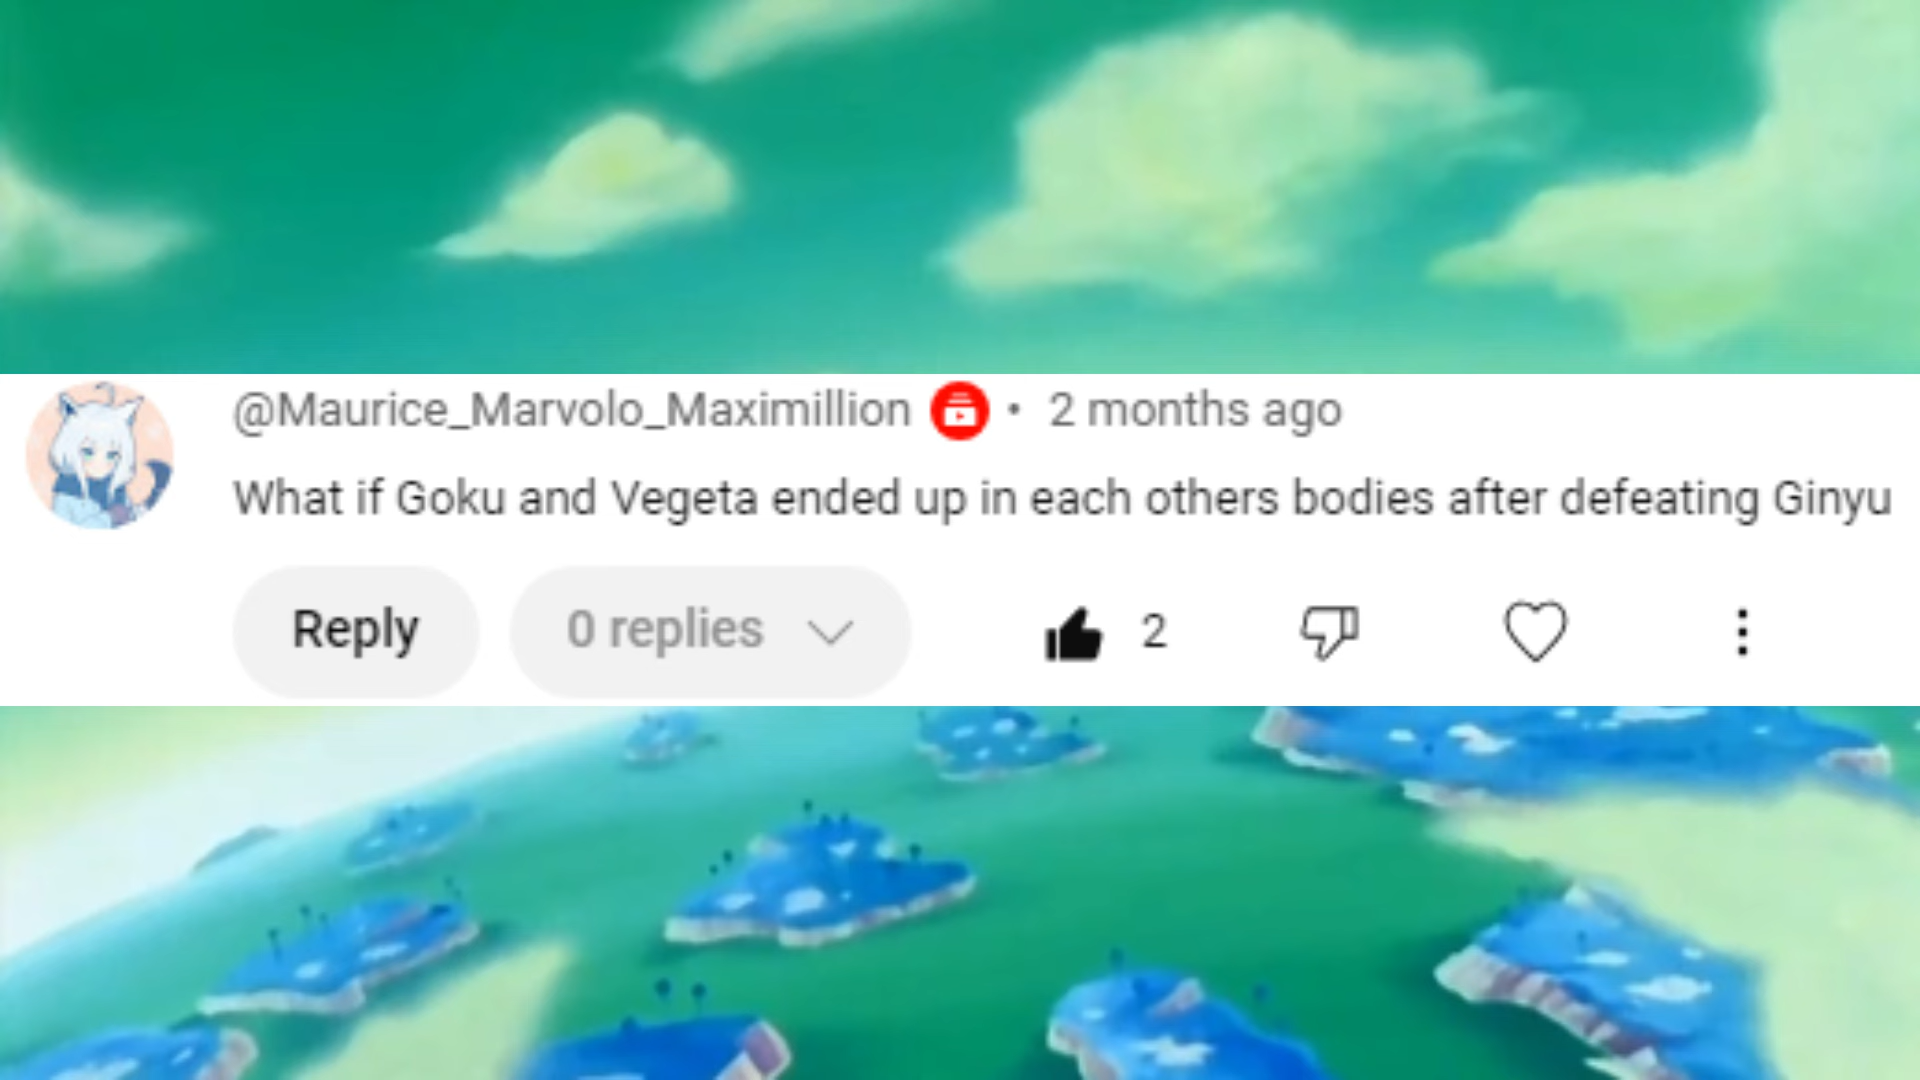 @Maurice_Marvolo_Maximillion • 2 months ago
What if Goku and Vegeta ended up in each others bodies after defeating Ginyu
Reply 0 replies 2